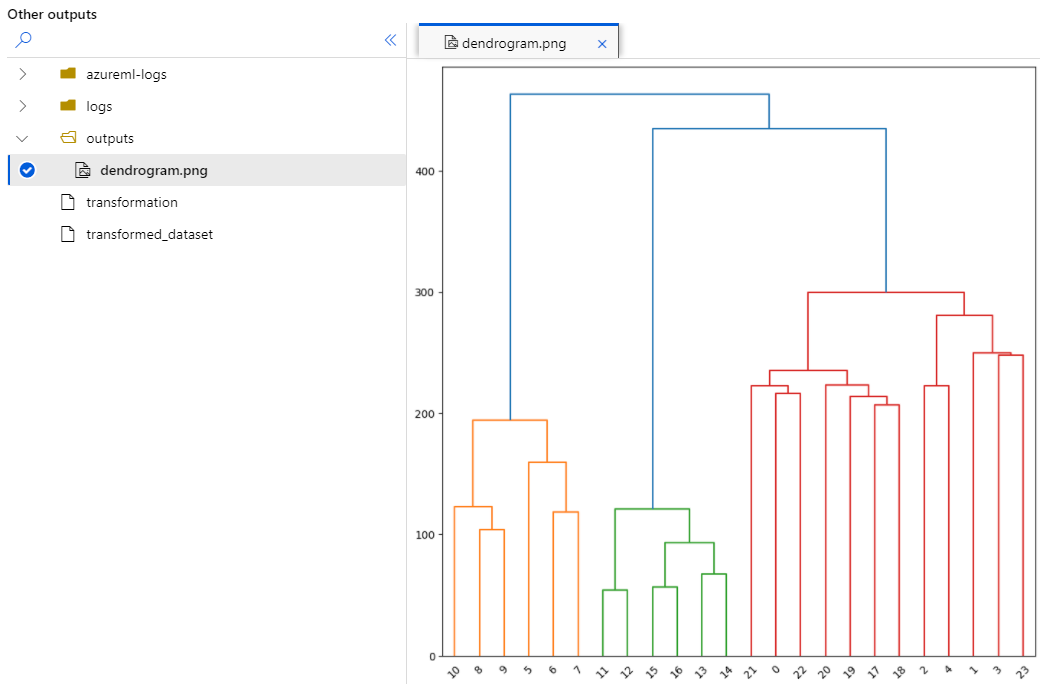 Other outputs
azureml-logs
logs
outputs
dendrogram.png
transformation
transformed_dataset
dendrogram.png
400
300
200
100
0
10 8 9 5 6 7 11 12 15 16 13 14 21 0 22 20 19 17 18 2 4 1 3 23